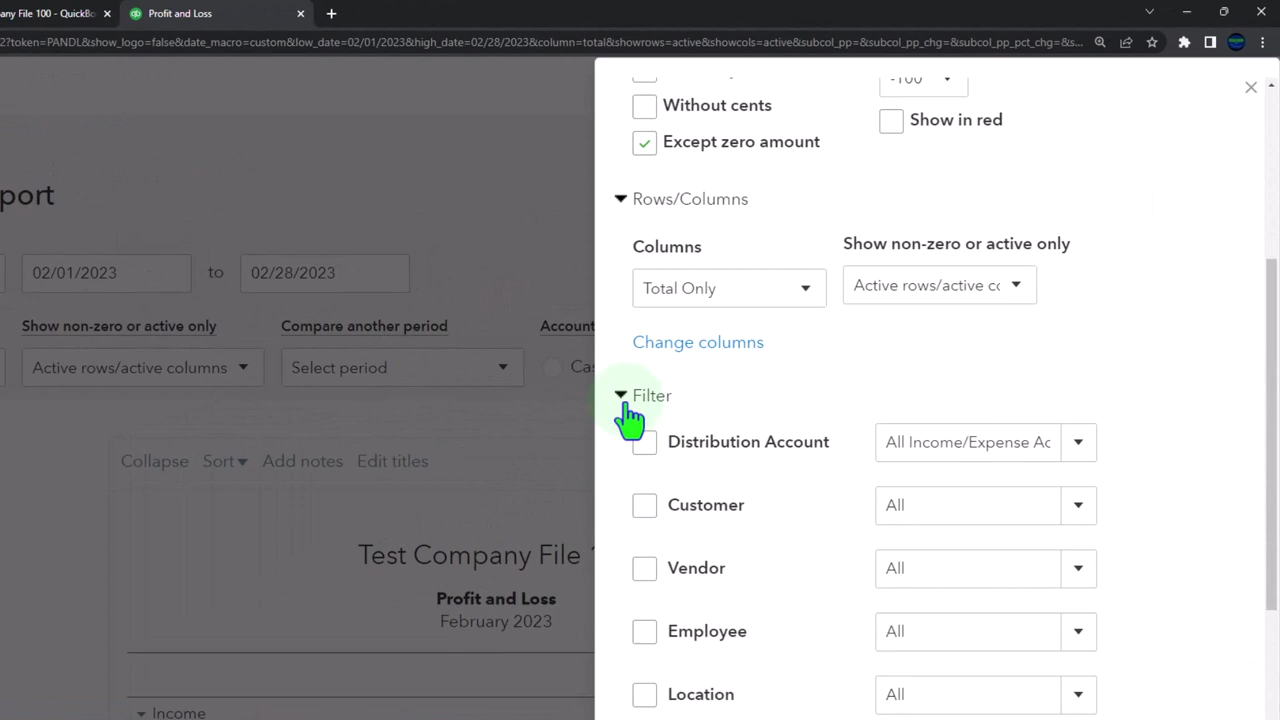 any File 100 - QuickBo
Profit and Loss
2?token=PANDL&show_logo=false&date_macro=custom&low_date=02/01/2023&high_date=02/28/2023&column=total&showrows=active&showcols=active&subcol_pp=&subcol_pp_chg=&subcol_pp_pct_chg=&s...
-100
Without cents
Show in red
Except zero amount
port
Rows/Columns
Columns
Show non-zero or active only
02/01/2023 to 02/28/2023
Total Only
Active rows/active cc
Show non-zero or active only
Compare another period
Account
Change columns
Active rows/active columns
Select period
Cas
Filter
Distribution Account
All Income/Expense Ac
Collapse Sort Add notes Edit titles
Customer
All
Test Company File 1
Vendor
All
Profit and Loss
February 2023
Employee
All
Location
All
Income